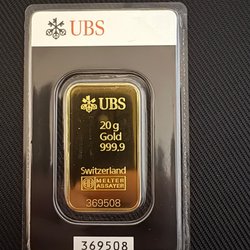 UBS
UBS
20 g
Gold
999.9
Switzerland
MELTER
ASSAYER
369508
369508